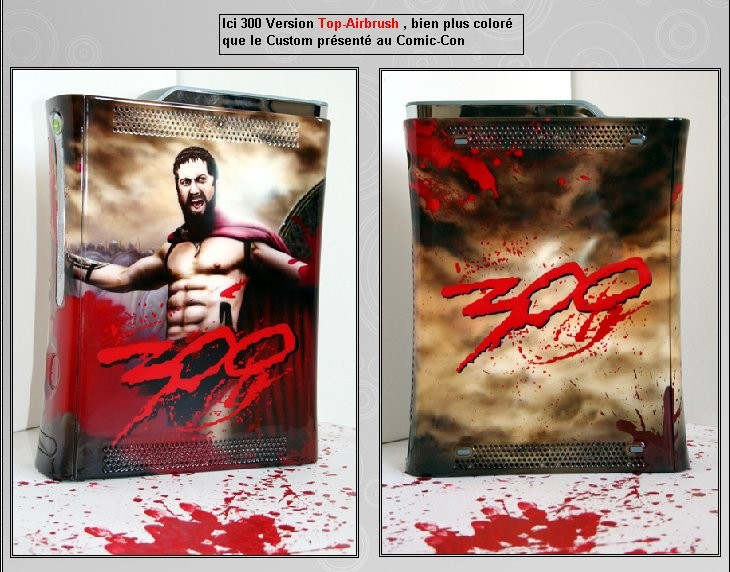 Ici 300 Version Top-Airbrush , bien plus coloré
que le Custom présenté au Comic-Con
300
300